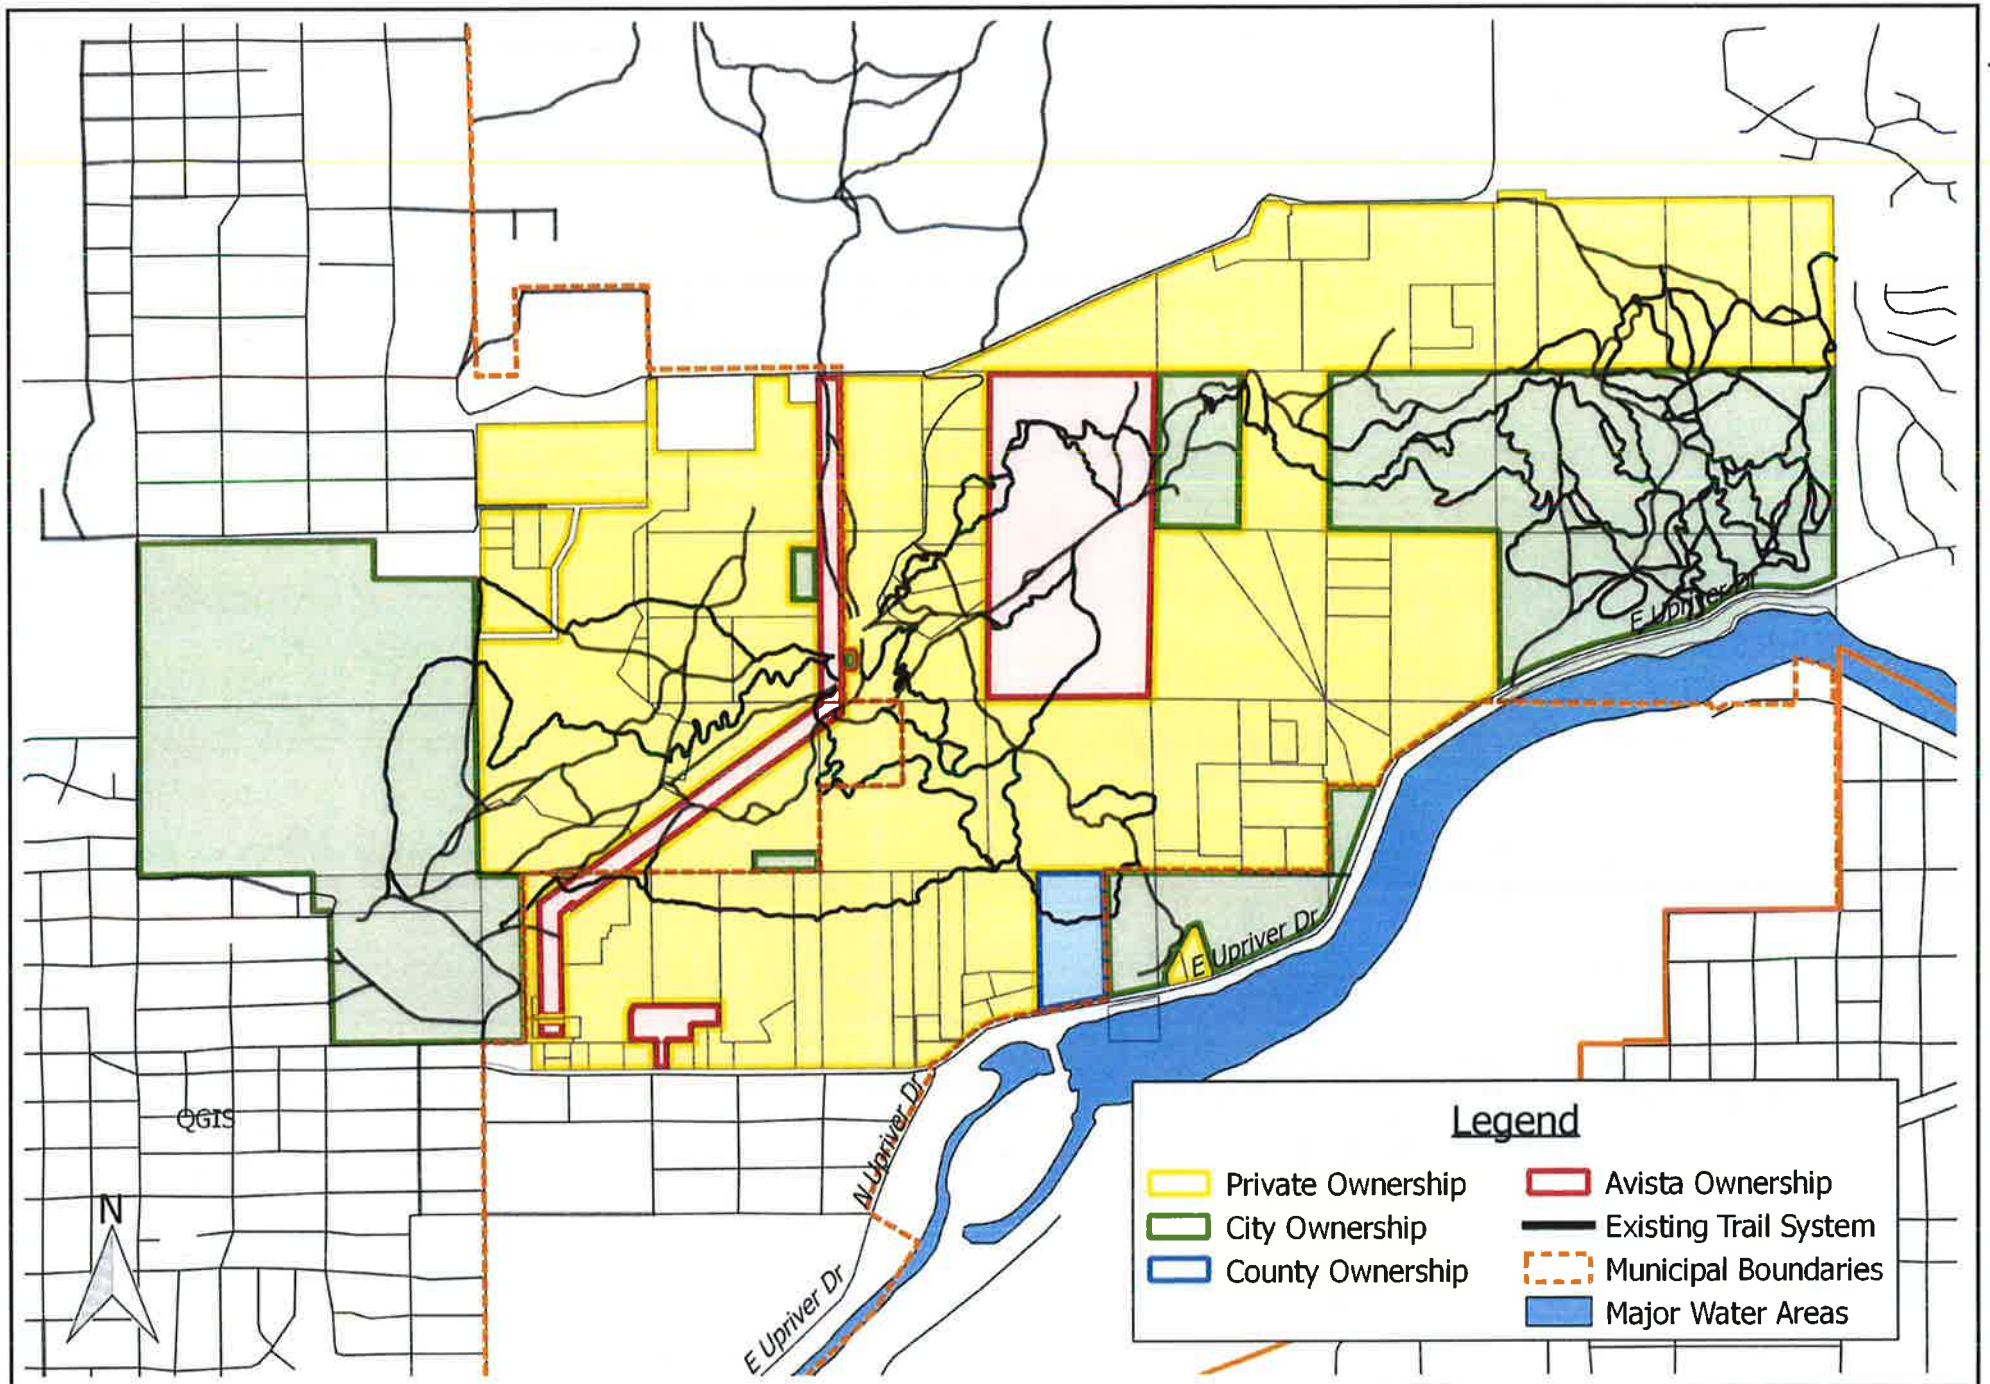 E Upriver Dr
E Upriver Dr
N Upriver Dr
E Upriver Dr
QGIS
N
Legend
Private Ownership
City Ownership
County Ownership
Avista Ownership
Existing Trail System
Municipal Boundaries
Major Water Areas